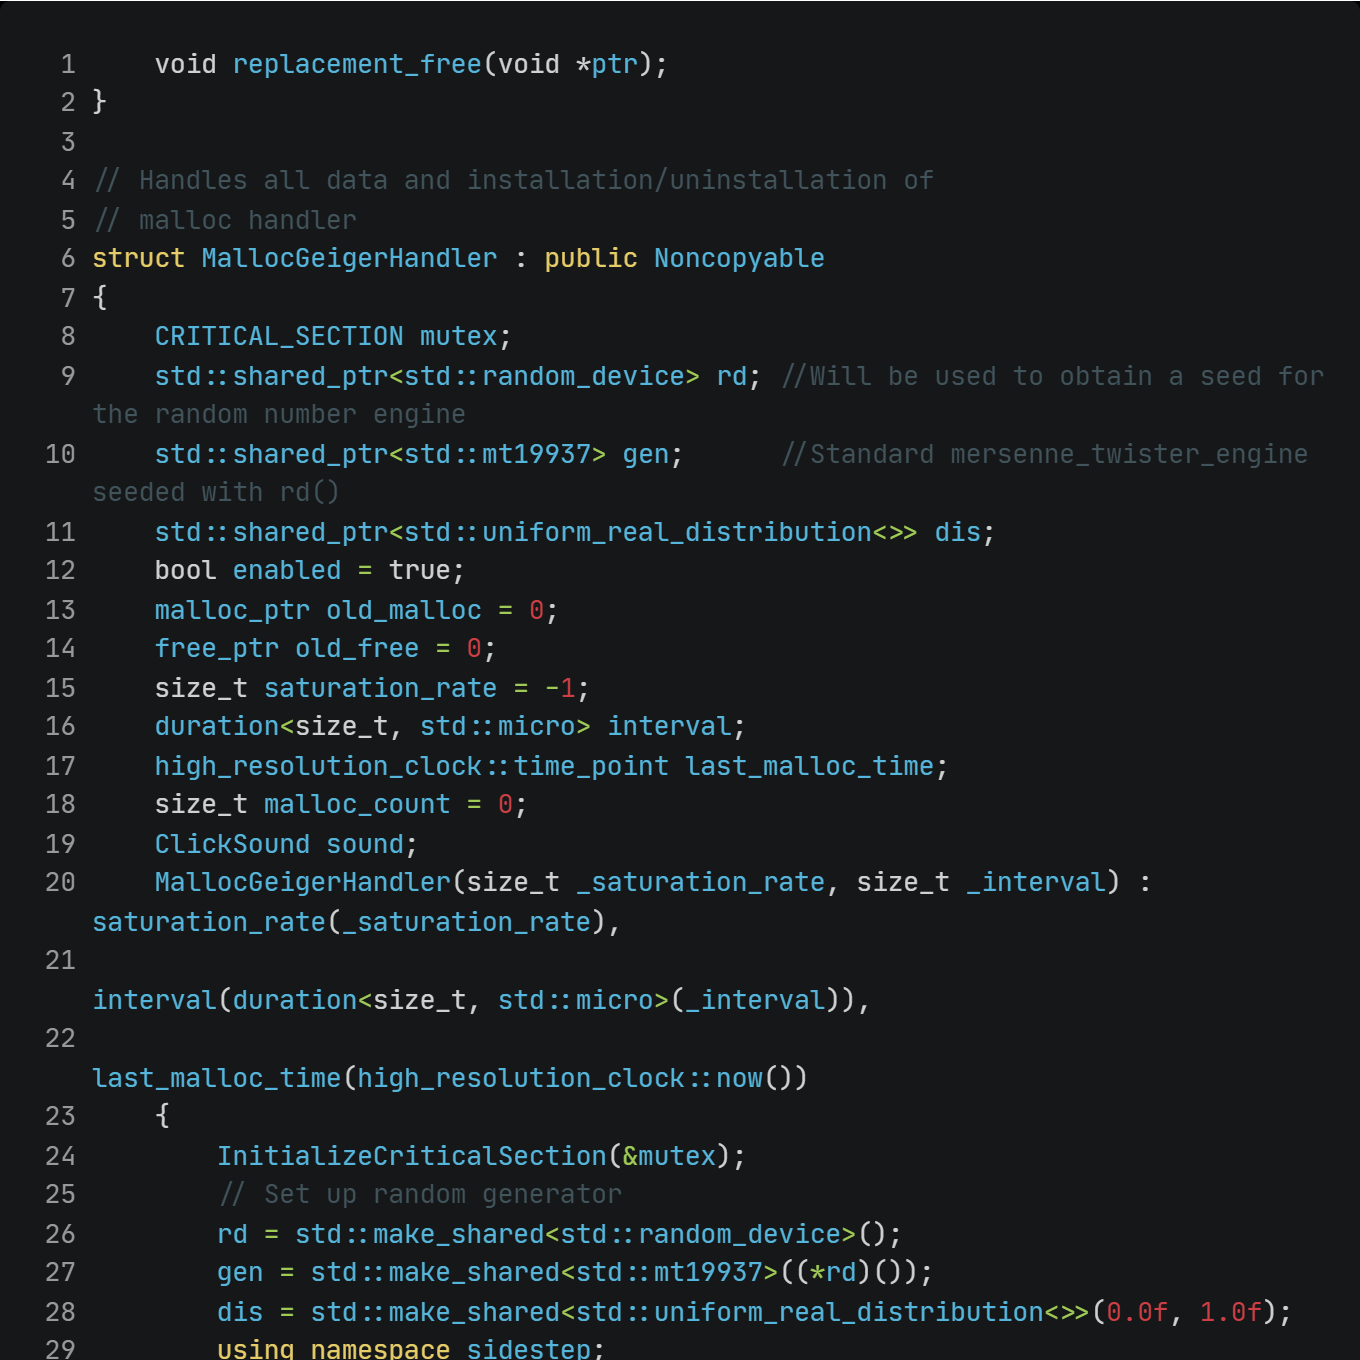 1 void replacement_free(void *ptr);
2 }
3
4 // Handles all data and installation/uninstallation of
5 // malloc handler
6 struct MallocGeigerHandler : public Noncopyable
7 {
8 CRITICAL_SECTION mutex;
9 std::shared_ptr<std::random_device> rd; //Will be used to obtain a seed for
the random number engine
10 std::shared_ptr<std::mt19937> gen; //Standard mersenne_twister_engine
seeded with rd()
11 std::shared_ptr<std::uniform_real_distribution<>> dis;
12 bool enabled = true;
13 malloc_ptr old_malloc = 0;
14 free_ptr old_free = 0;
15 size_t saturation_rate = -1;
16 duration<size_t, std::micro> interval;
17 high_resolution_clock::time_point last_malloc_time;
18 size_t malloc_count = 0;
19 ClickSound sound;
20 MallocGeigerHandler(size_t _saturation_rate, size_t _interval) :
saturation_rate(_saturation_rate),
21
interval(duration<size_t, std::micro>(_interval)),
22
last_malloc_time(high_resolution_clock::now())
23 {
24 InitializeCriticalSection(&mutex);
25 // Set up random generator
26 rd = std::make_shared<std::random_device>();
27 gen = std::make_shared<std::mt19937>((*rd)());
28 dis = std::make_shared<std::uniform_real_distribution<>>(0.0f, 1.0f);
29 using namespace sidestep;